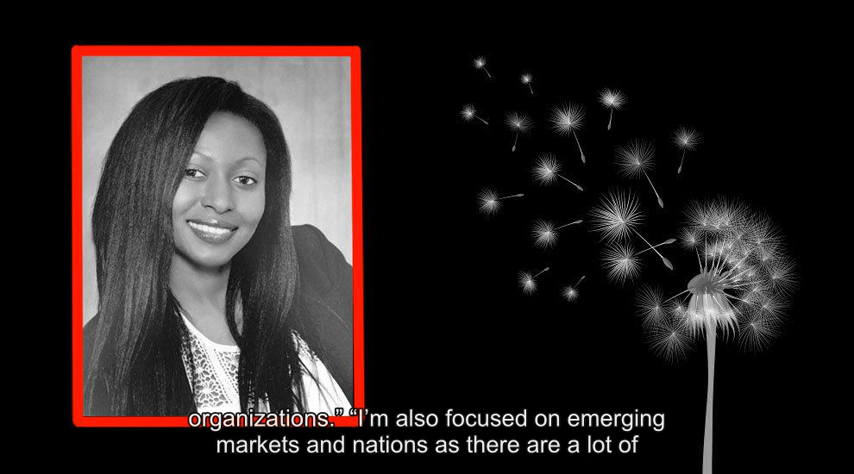 organizations.” “I’m also focused on emerging
markets and nations as there are a lot of